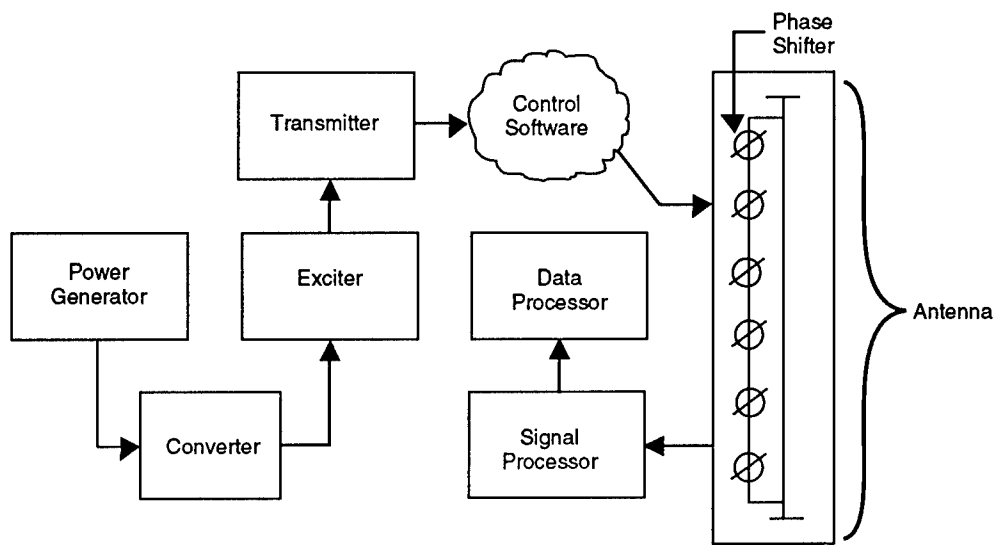 Phase
Shifter
Transmitter
Control
Software
Power
Generator
Exciter
Data
Processor
Antenna
Converter
Signal
Processor